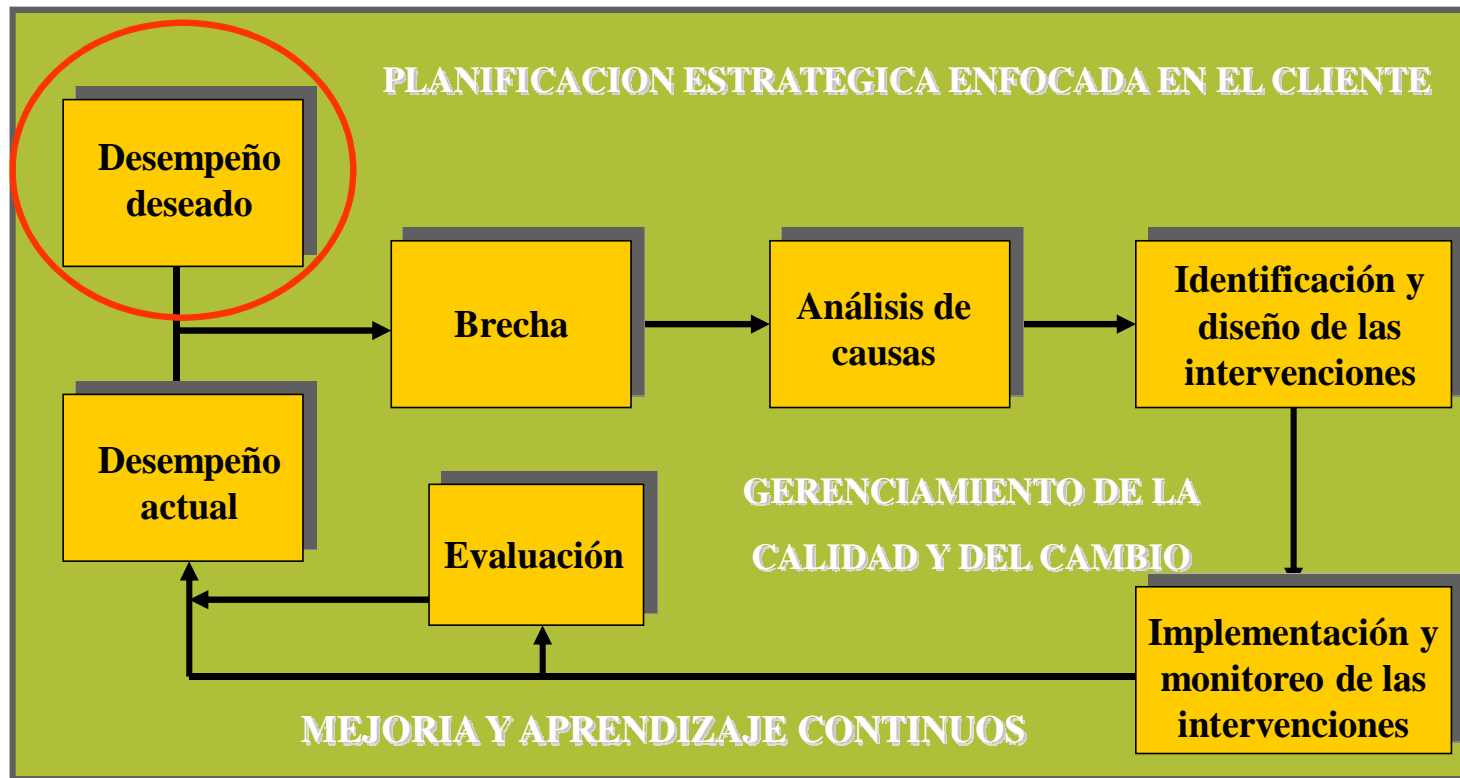 PLANIFICACION ESTRATEGICA ENFOCADA EN EL CLIENTE
Desempeño
deseado
Brecha
Análisis de
causas
Identificación y
diseño de las
intervenciones
Desempeño
actual
Evaluación
GERENCIAMIENTO DE LA
CALIDAD Y DEL CAMBIO
Implementación y
monitoreo de las
intervenciones
MEJORIA Y APRENDIZAJE CONTINUOS